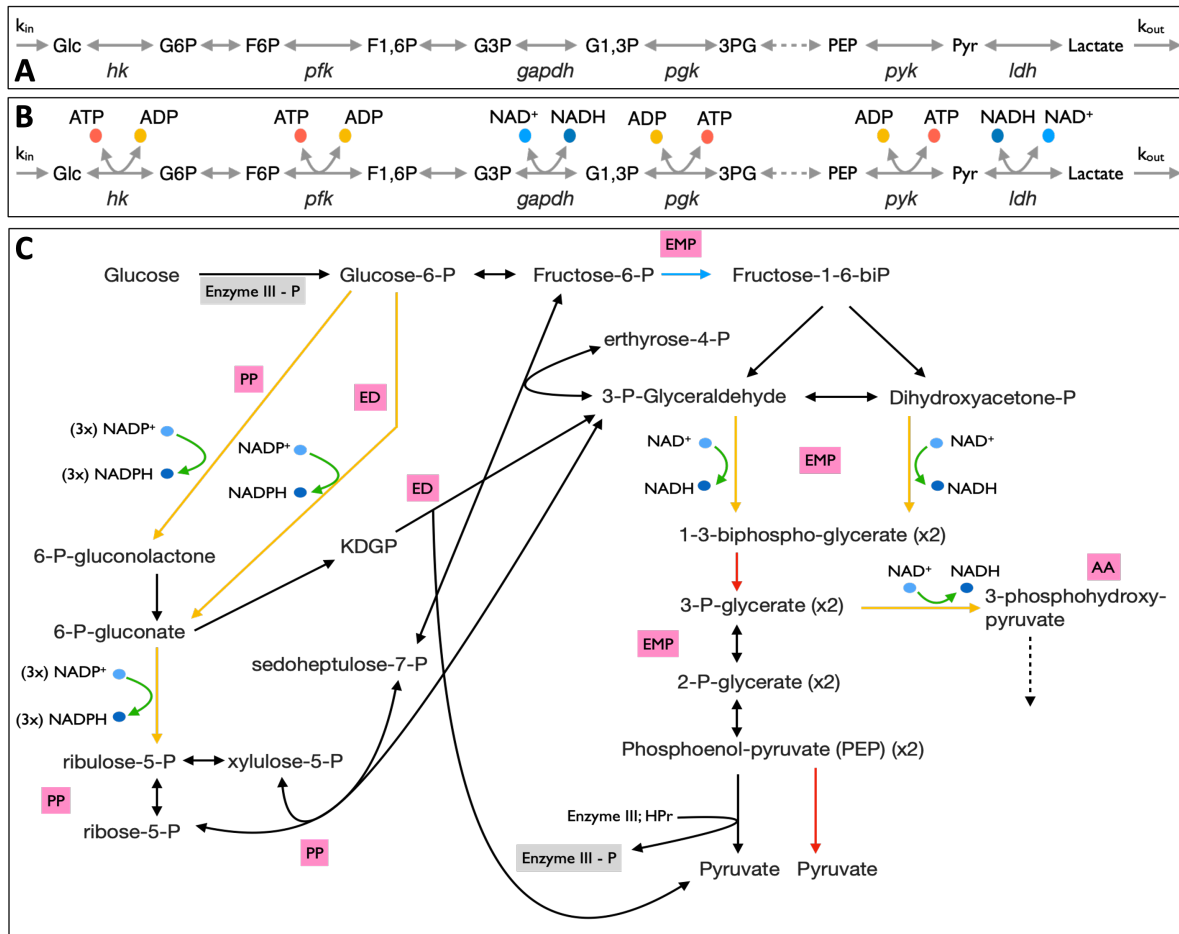 k_in Glc G6P F6P F1,6P G3P G1,3P 3PG PEP Pyr Lactate k_out
A hk pfk gapdh pgk pyk ldh
B ATP ADP ATP ADP NAD⁺ NADH ADP ATP ADP ATP NADH NAD⁺
k_in Glc G6P F6P F1,6P G3P G1,3P 3PG PEP Pyr Lactate k_out
hk pfk gapdh pgk pyk ldh
C
EMP
Glucose Glucose-6-P Fructose-6-P Fructose-1-6-biP
Enzyme III - P
erthyrose-4-P
PP
ED
3-P-Glyceraldehyde Dihydroxyacetone-P
(3x) NADP⁺
NADP⁺
NAD⁺ NAD⁺
EMP
(3x) NADPH
NADPH
ED
NADH NADH
1-3-biphospho-glycerate (x2)
6-P-gluconolactone
KDGP
NAD⁺ NADH
AA
3-P-glycerate (x2)
3-phosphohydroxy-
pyruvate
6-P-gluconate
EMP
sedoheptulose-7-P
(3x) NADP⁺
2-P-glycerate (x2)
(3x) NADPH
Phosphoenol-pyruvate (PEP) (x2)
ribulose-5-P xylulose-5-P
PP
ribose-5-P
PP
Enzyme III; HPr
Enzyme III - P
Pyruvate Pyruvate